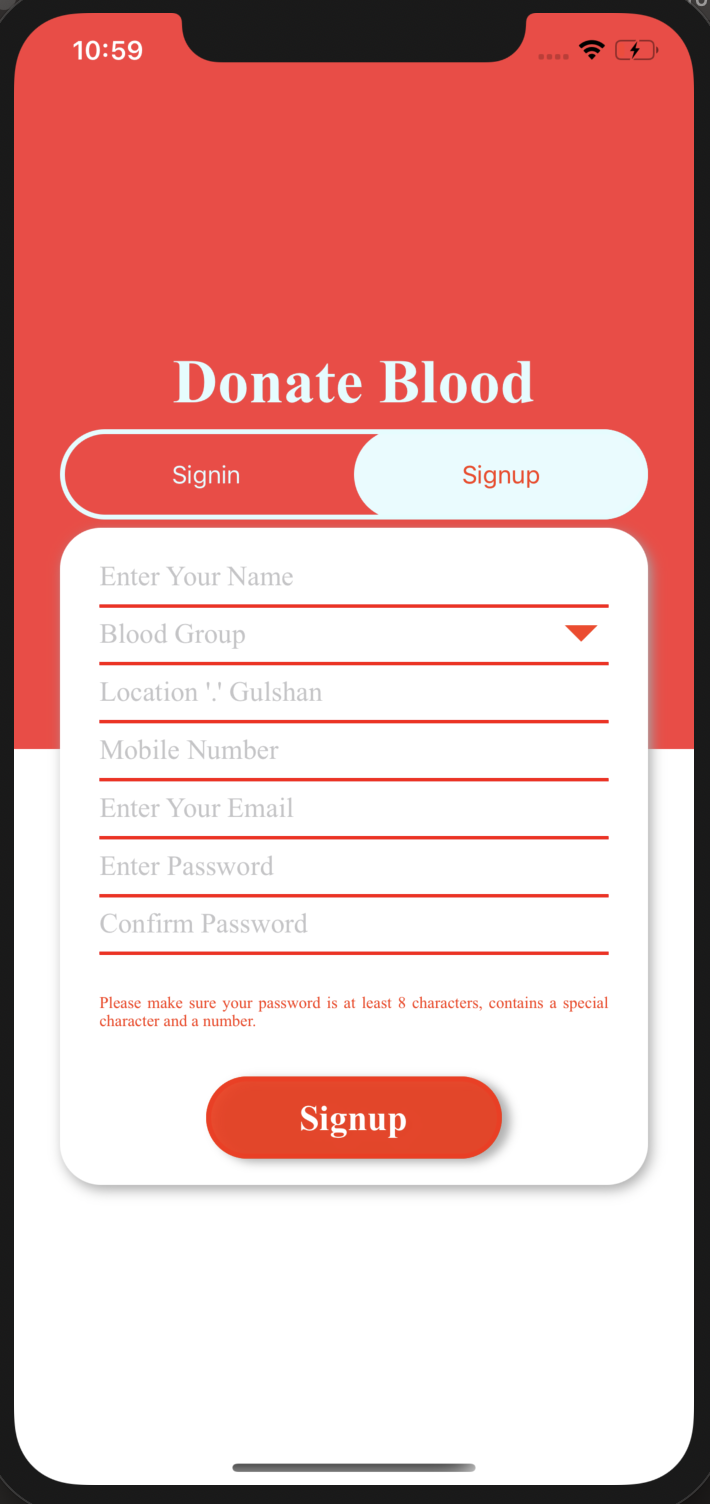 10:59
Donate Blood
Signin
Signup
Enter Your Name
Blood Group
Location '.' Gulshan
Mobile Number
Enter Your Email
Enter Password
Confirm Password
Please make sure your password is at least 8 characters, contains a special
character and a number.
Signup